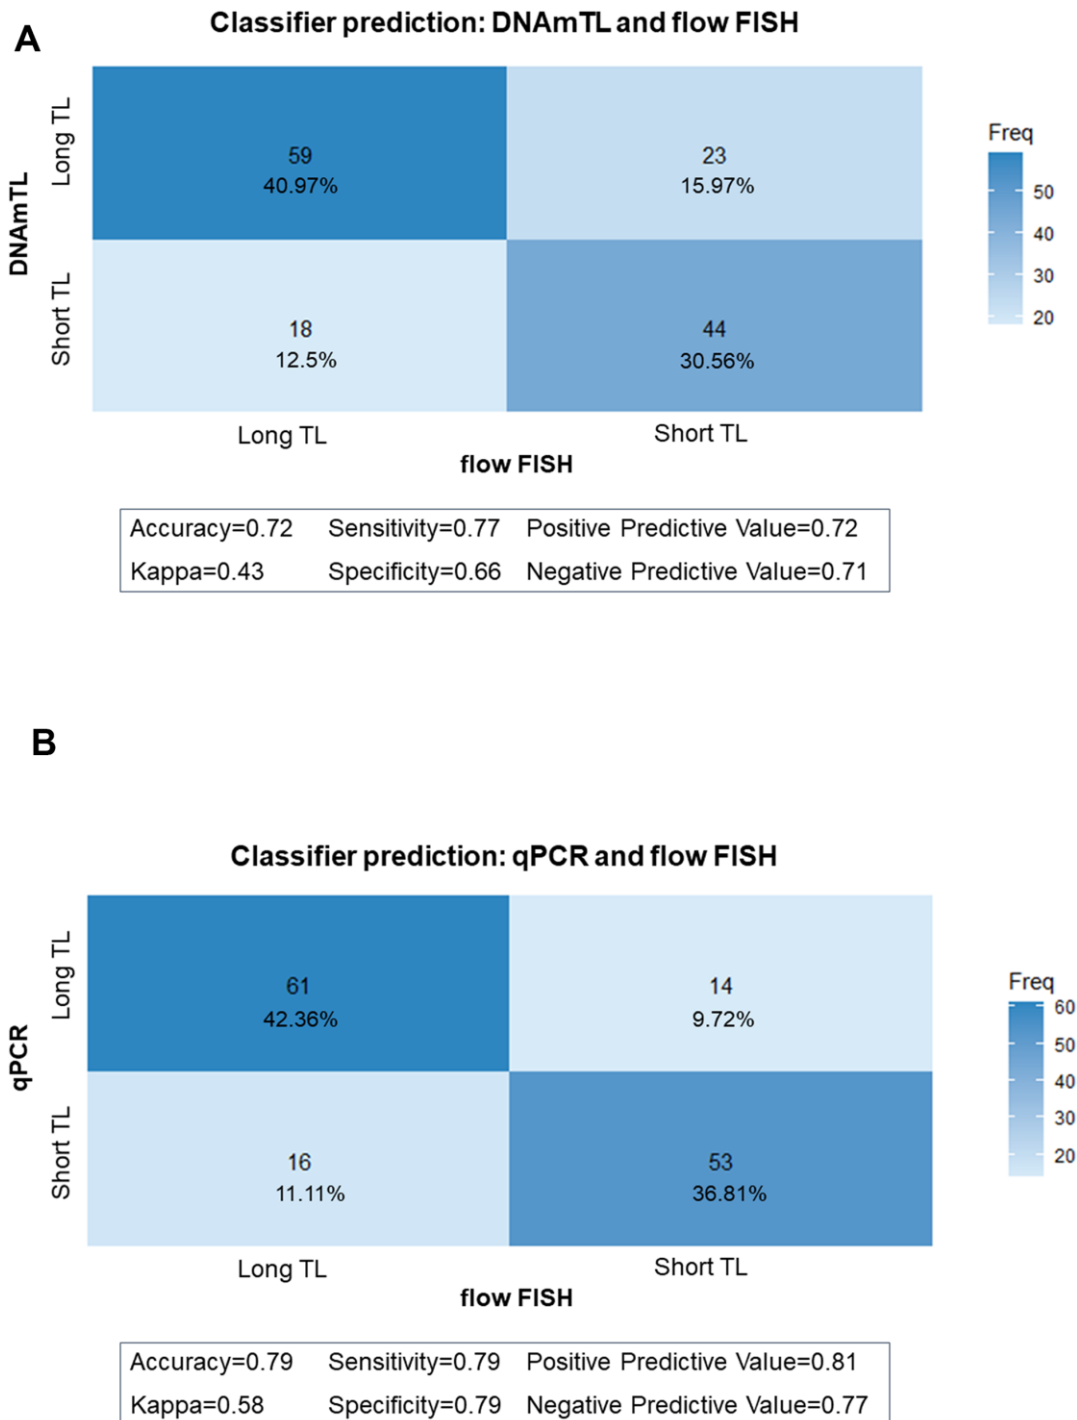 A
Classifier prediction: DNAmTL and flow FISH
DNAmTL
Long TL
59
40.97%
23
15.97%
Short TL
18
12.5%
44
30.56%
Long TL
Short TL
flow FISH
Freq
50
40
30
20
Accuracy=0.72 Sensitivity=0.77 Positive Predictive Value=0.72
Kappa=0.43 Specificity=0.66 Negative Predictive Value=0.71
B
Classifier prediction: qPCR and flow FISH
qPCR
Long TL
61
42.36%
14
9.72%
Short TL
16
11.11%
53
36.81%
Long TL
Short TL
flow FISH
Freq
60
50
40
30
20
Accuracy=0.79 Sensitivity=0.79 Positive Predictive Value=0.81
Kappa=0.58 Specificity=0.79 Negative Predictive Value=0.77